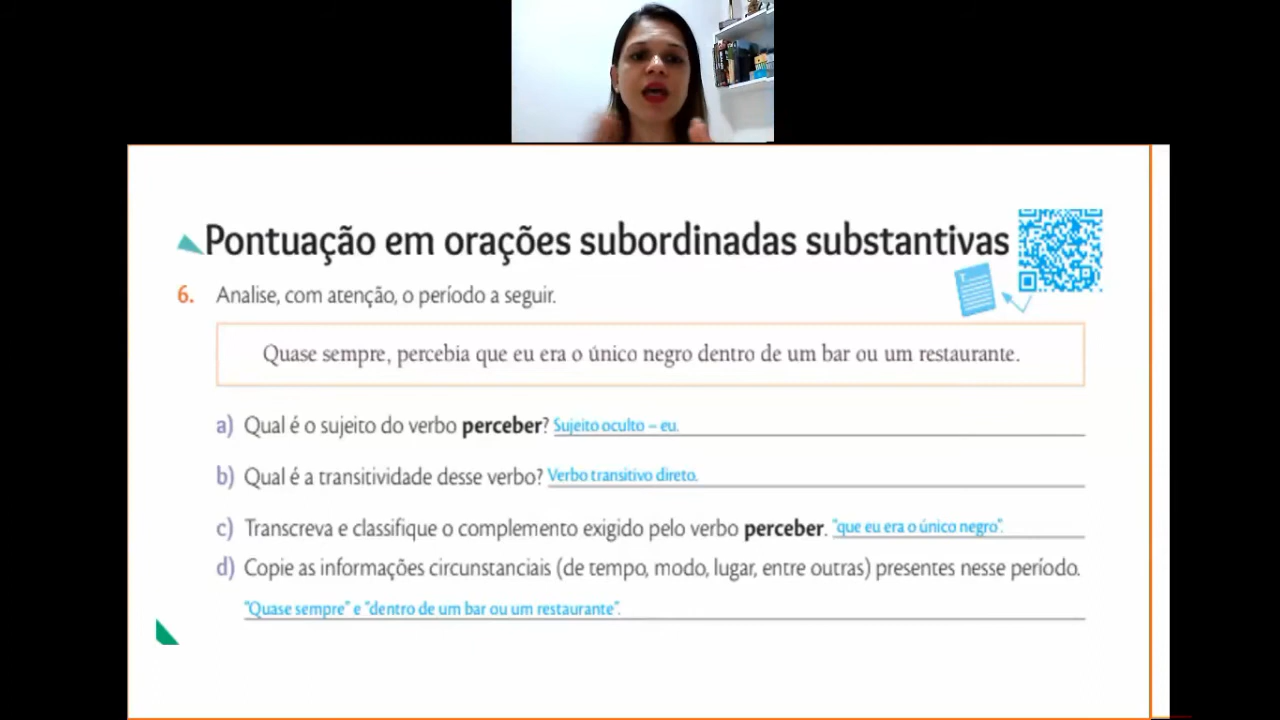 Pontuação em orações subordinadas substantivas
6. Analise, com atenção, o período a seguir.
Quase sempre, percebia que eu era o único negro dentro de um bar ou um restaurante.
a) Qual é o sujeito do verbo perceber? Sujeito oculto – eu.
b) Qual é a transitividade desse verbo? Verbo transitivo direto.
c) Transcreva e classifique o complemento exigido pelo verbo perceber. "que eu era o único negro".
d) Copie as informações circunstanciais (de tempo, modo, lugar, entre outras) presentes nesse período.
"Quase sempre" e "dentro de um bar ou um restaurante".